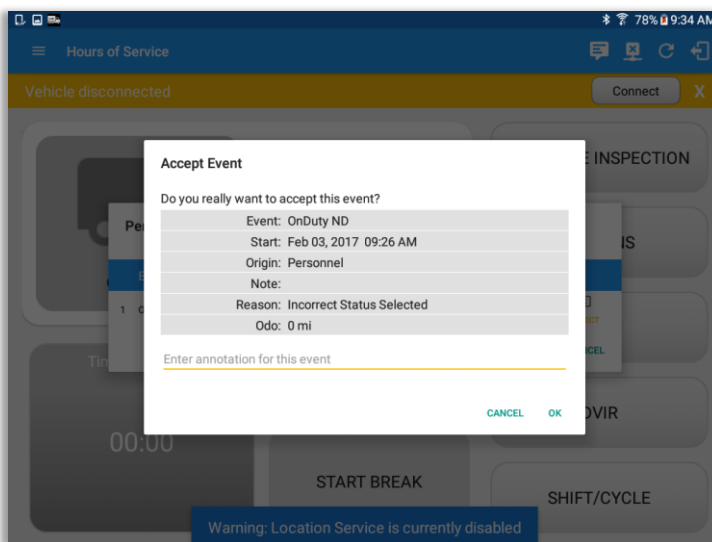 78% 9:34 AM
Hours of Service
Vehicle disconnected
Connect
X
INSPECTION
Accept Event
Do you really want to accept this event?
Event: OnDuty ND
Start: Feb 03, 2017 09:26 AM
Origin: Personnel
Note:
Reason: Incorrect Status Selected
Odo: 0 mi
Enter annotation for this event
CANCEL OK
Pe
1
00:00
START BREAK
SHIFT/CYCLE
Warning: Location Service is currently disabled